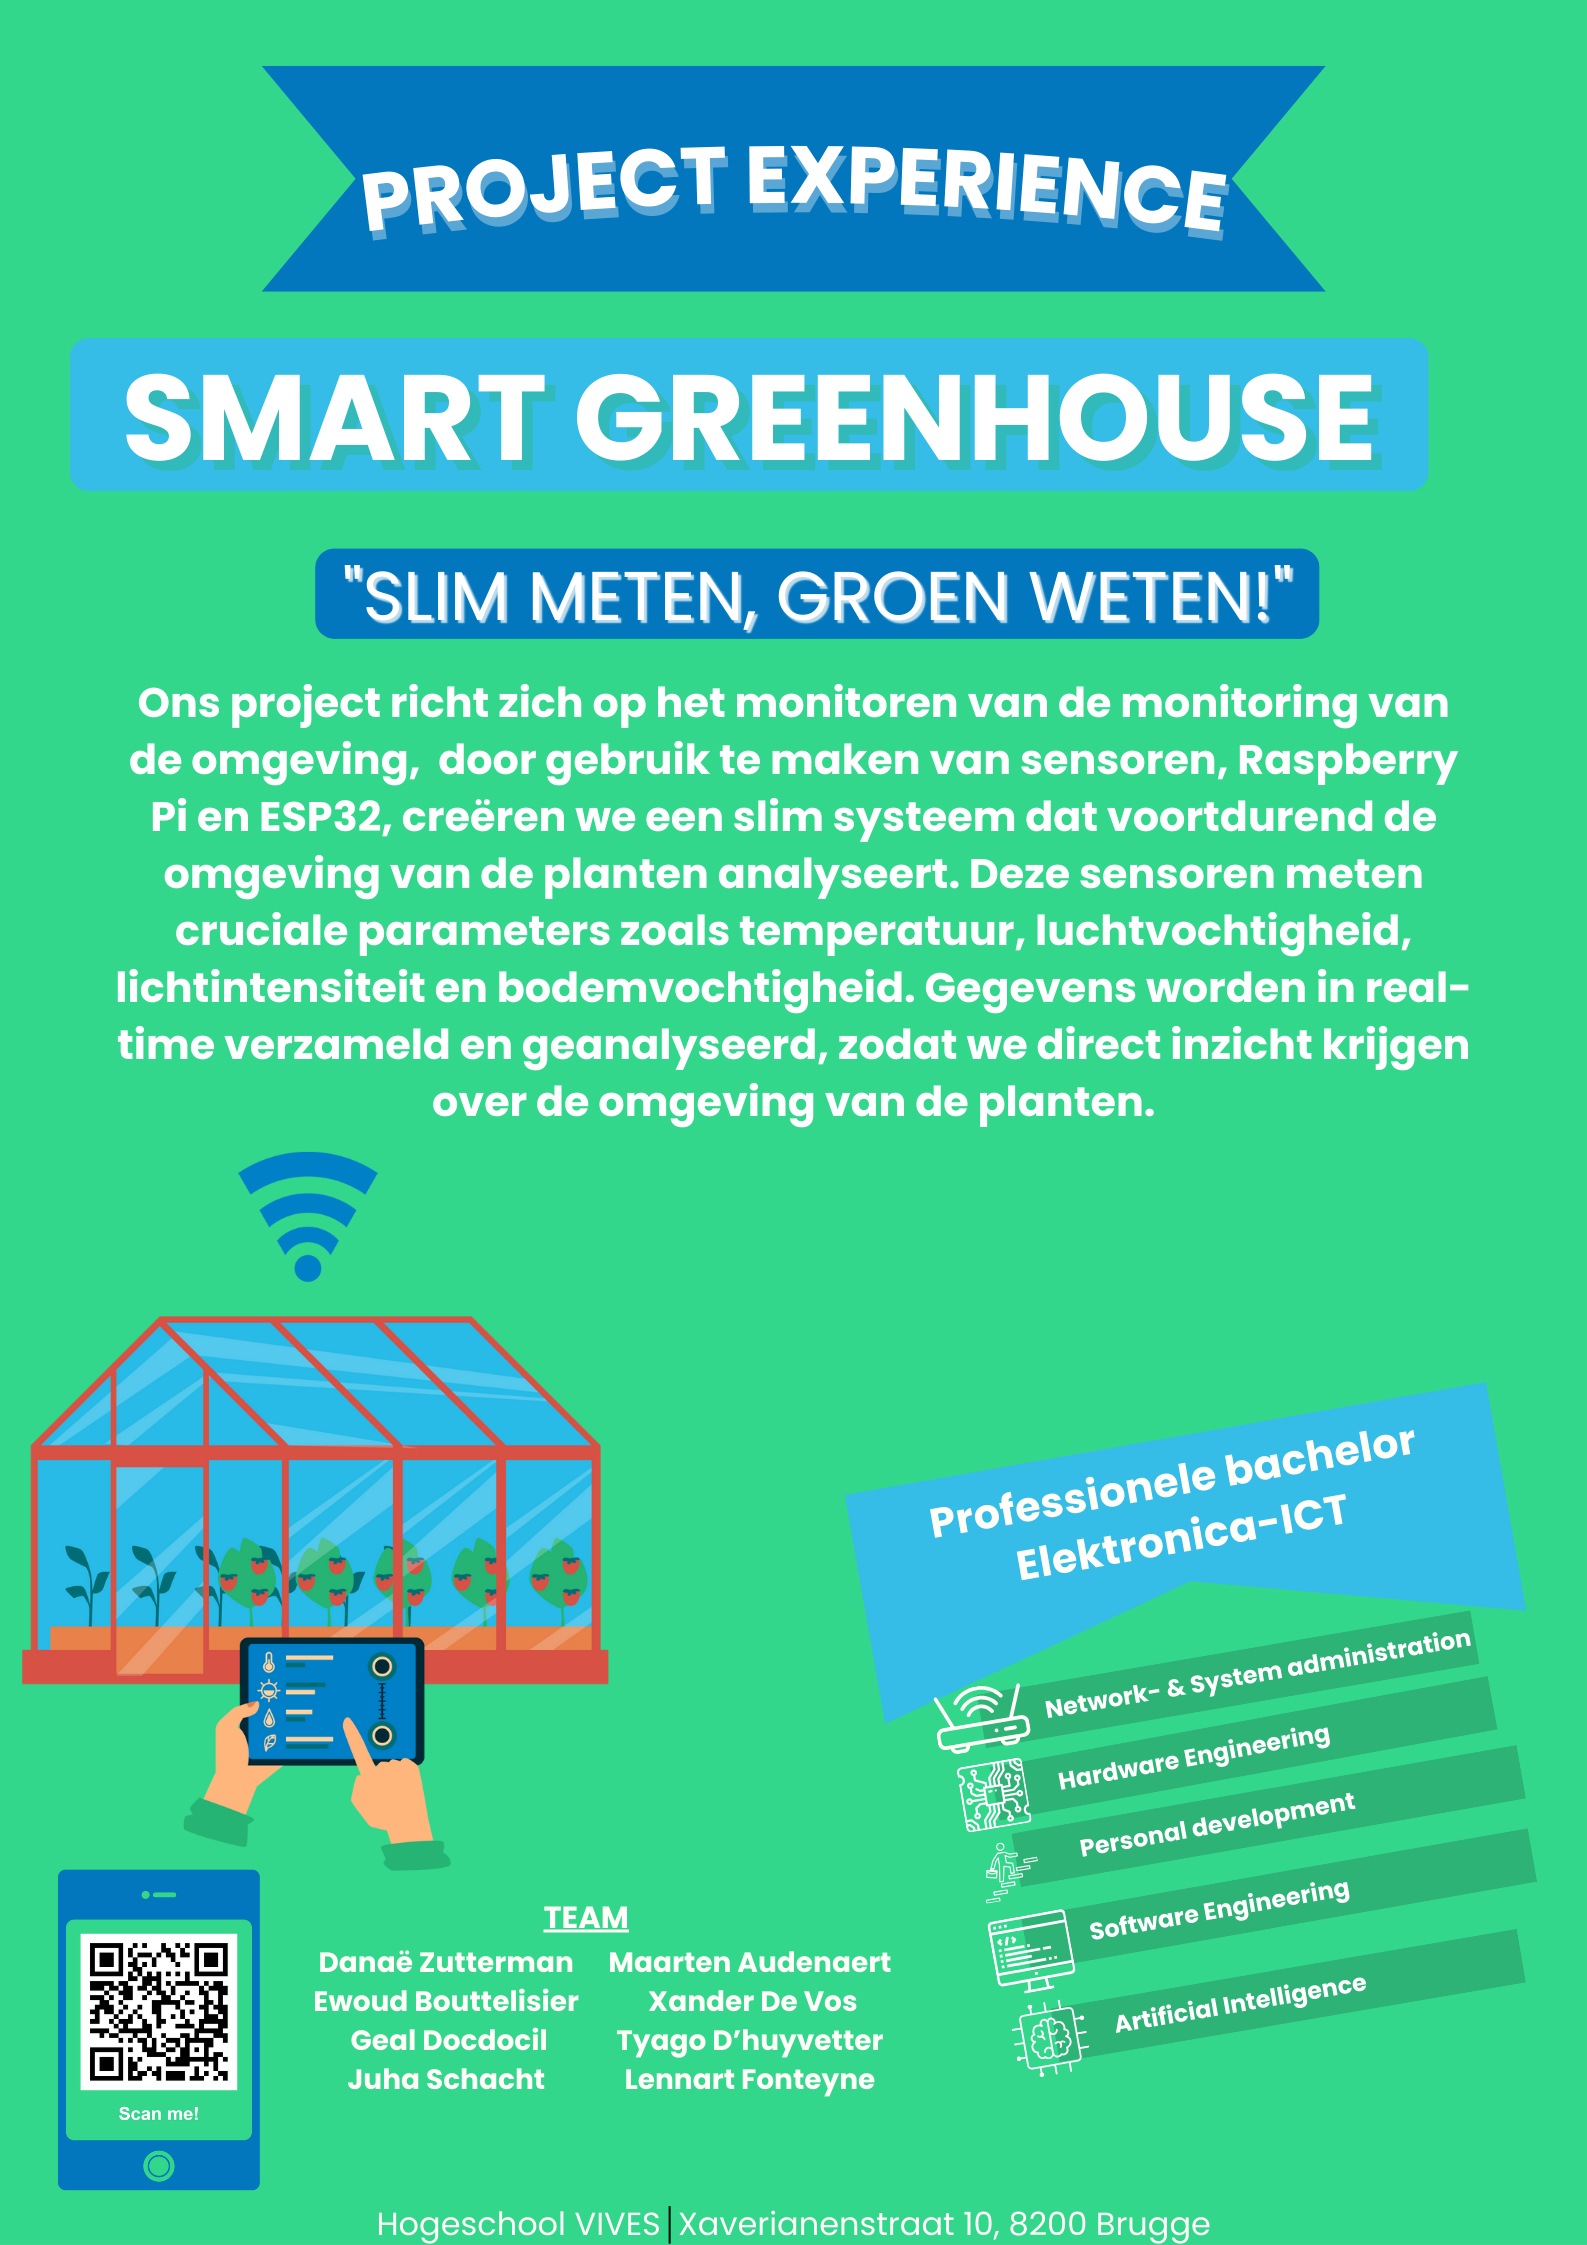 PROJECT EXPERIENCE
SMART GREENHOUSE
"SLIM METEN, GROEN WETEN!"
Ons project richt zich op het monitoren van de monitoring van
de omgeving, door gebruik te maken van sensoren, Raspberry
Pi en ESP32, creëren we een slim systeem dat voortdurend de
omgeving van de planten analyseert. Deze sensoren meten
cruciale parameters zoals temperatuur, luchtvochtigheid,
lichtintensiteit en bodemvochtigheid. Gegevens worden in real-
time verzameld en geanalyseerd, zodat we direct inzicht krijgen
over de omgeving van de planten.
Professionele bachelor
Elektronica-ICT
Network- & System administration
Hardware Engineering
Personal development
Software Engineering
Artificial Intelligence
TEAM
Danaë Zutterman
Ewoud Bouttelisier
Geal Docdocil
Juha Schacht
Maarten Audenaert
Xander De Vos
Tyago D’huyvetter
Lennart Fonteyne
Scan me!
Hogeschool VIVES | Xaverianenstraat 10, 8200 Brugge